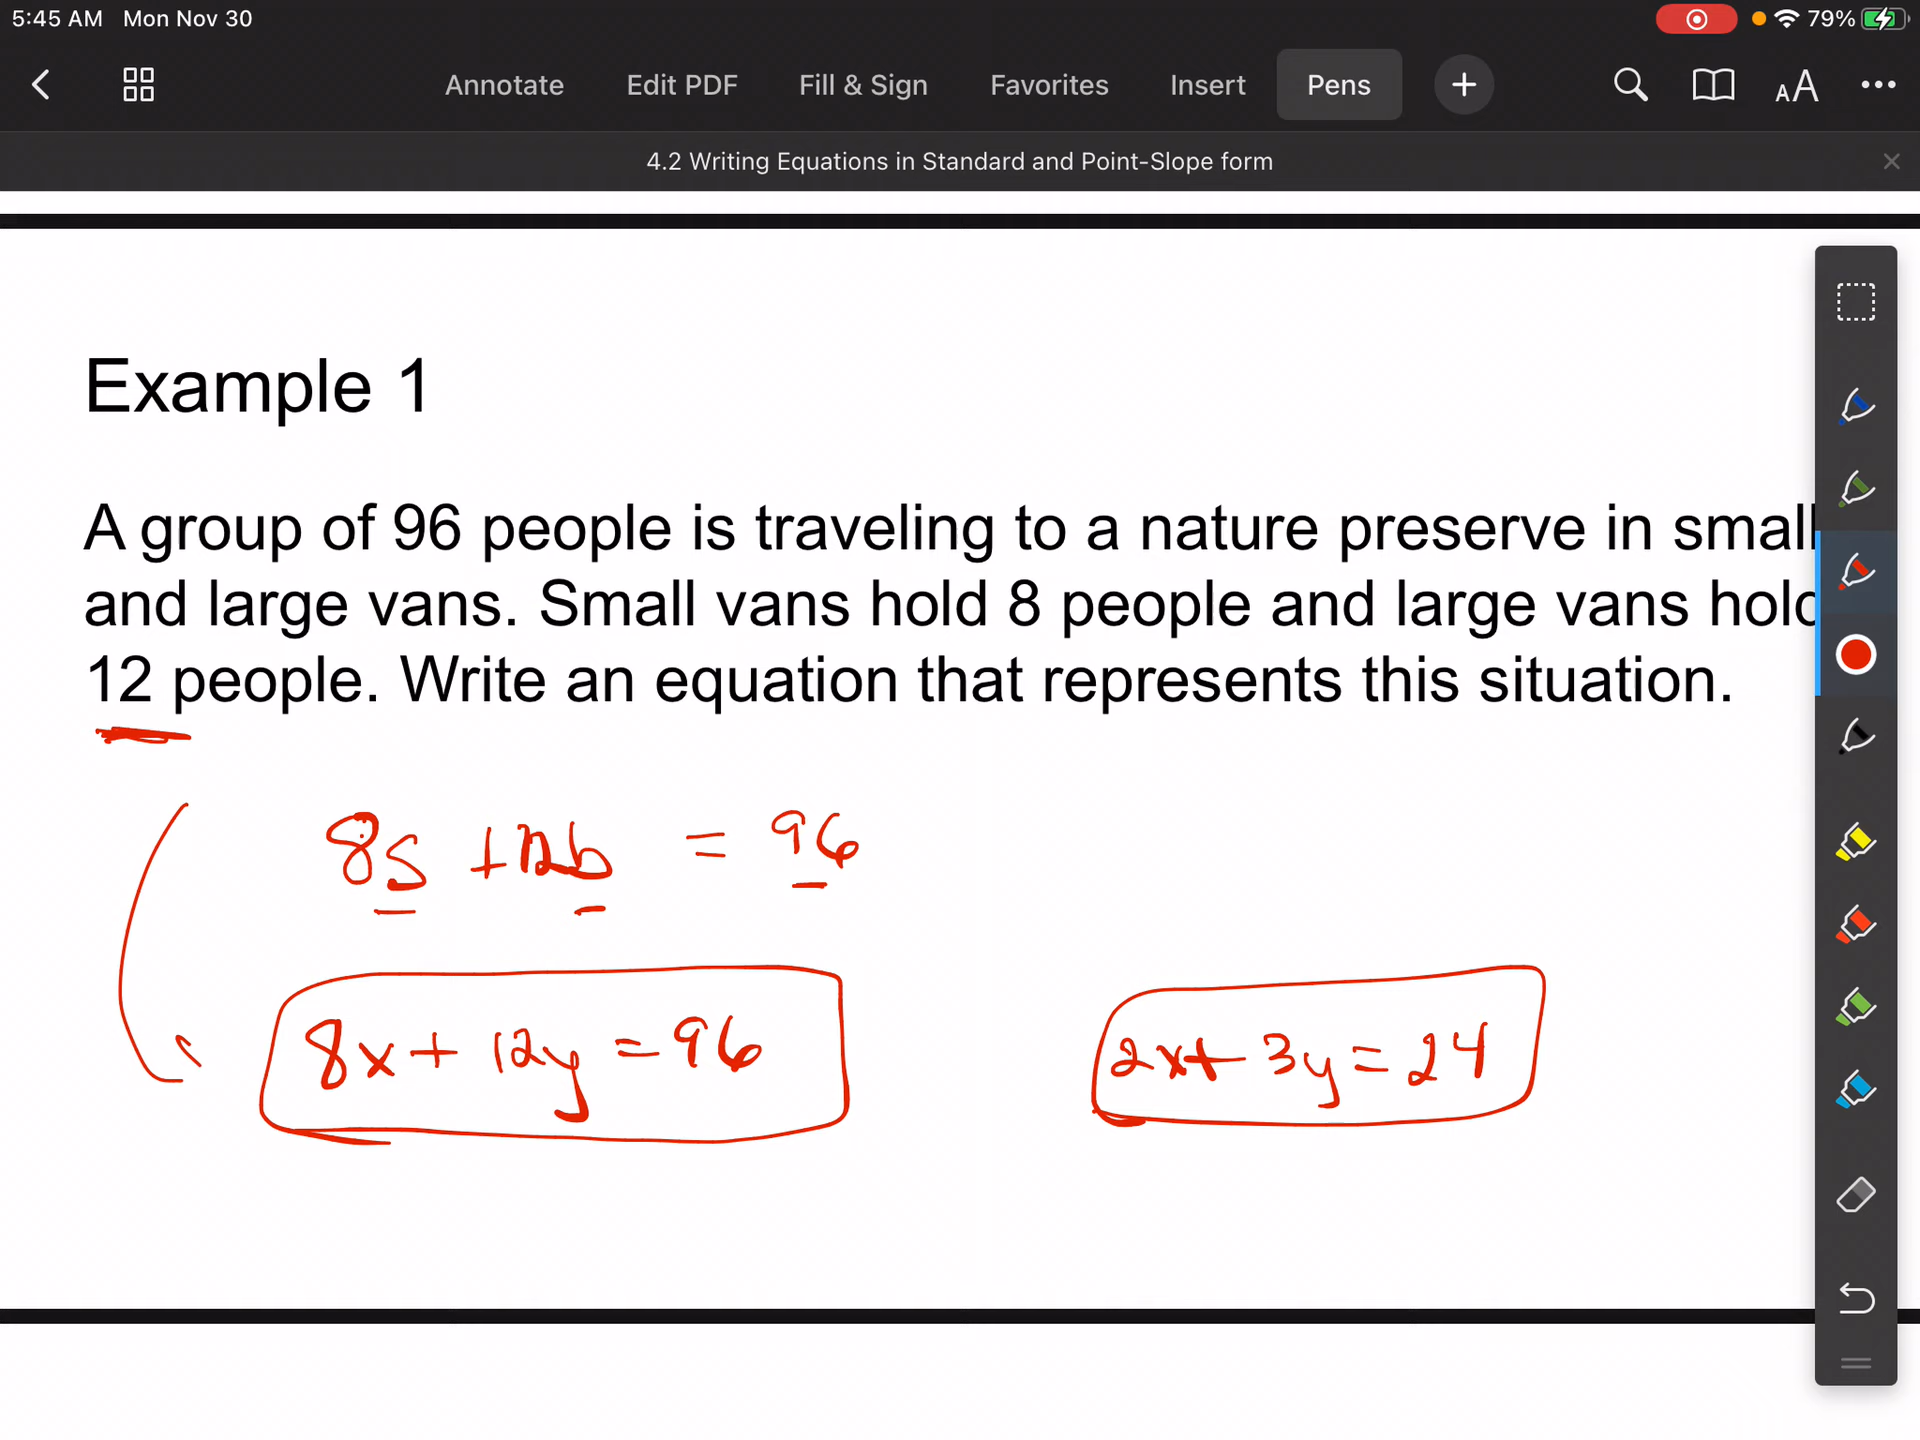 5:45 AM Mon Nov 30 79%
Annotate Edit PDF Fill & Sign Favorites Insert Pens + AA
4.2 Writing Equations in Standard and Point-Slope form
Example 1
A group of 96 people is traveling to a nature preserve in small
and large vans. Small vans hold 8 people and large vans hold
12 people. Write an equation that represents this situation.
8s + 12b = 96
8x + 12y = 96
2x + 3y = 24